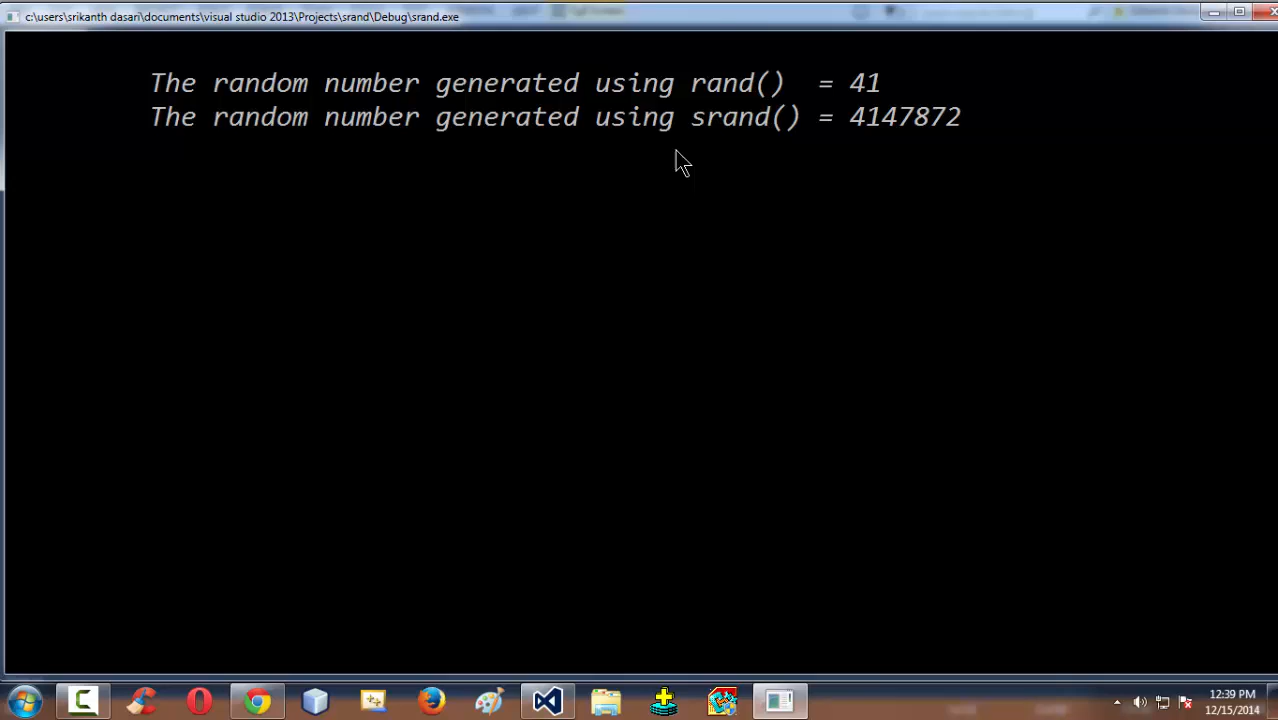 c:\users\srikanth dasari\documents\visual studio 2013\Projects\srand\Debug\srand.exe
The random number generated using rand()  = 41
The random number generated using srand() = 4147872
12:39 PM
12/15/2014